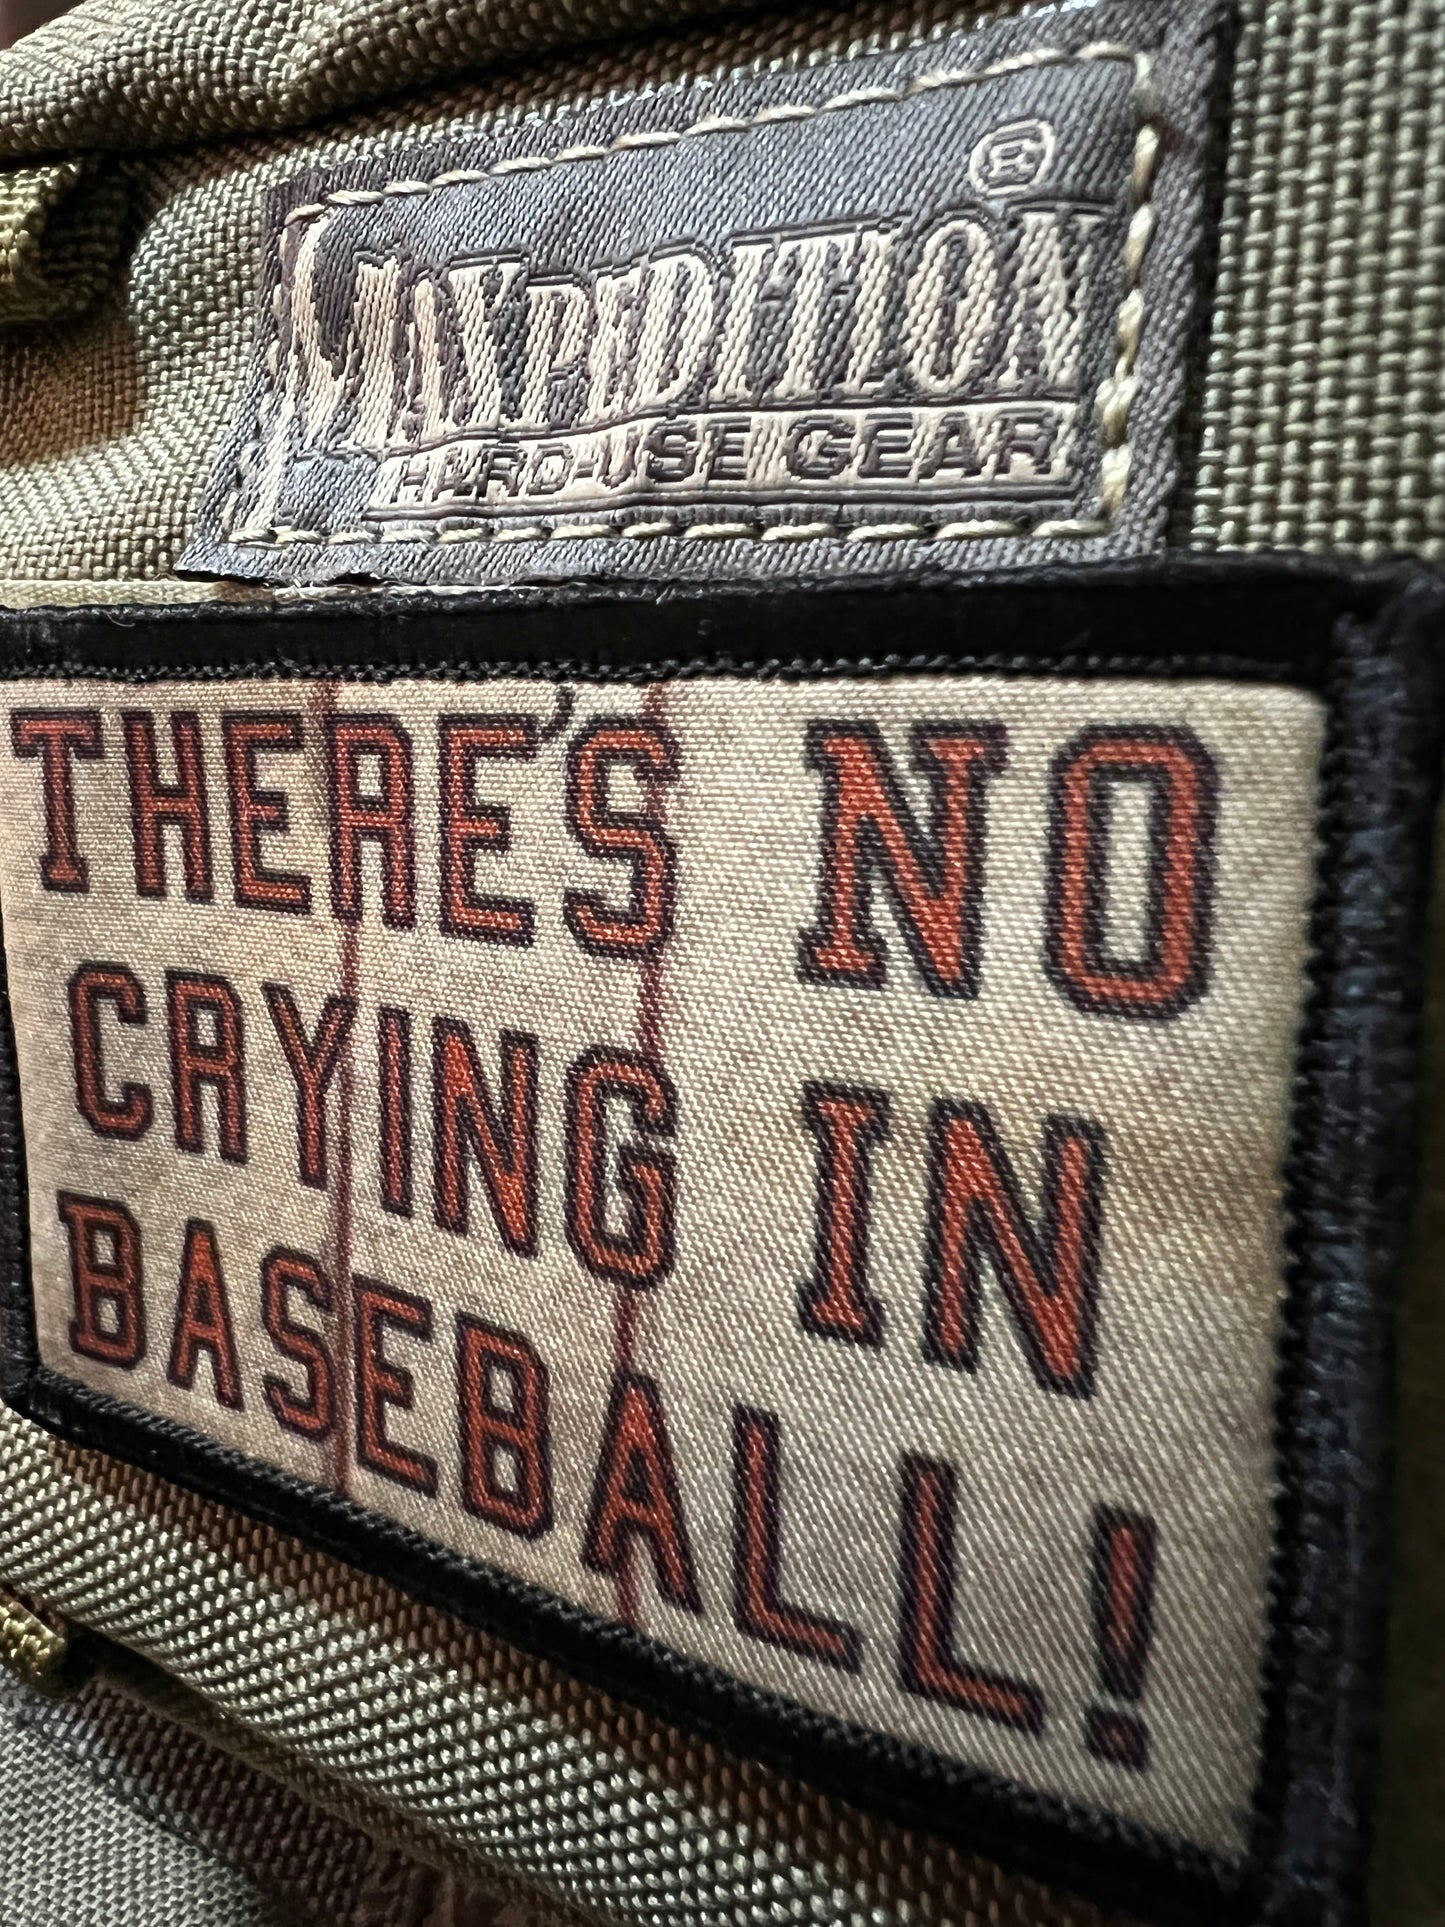 MAXPEDITION®
HARD-USE GEAR
THERE'S NO
CRYING IN
BASEBALL!